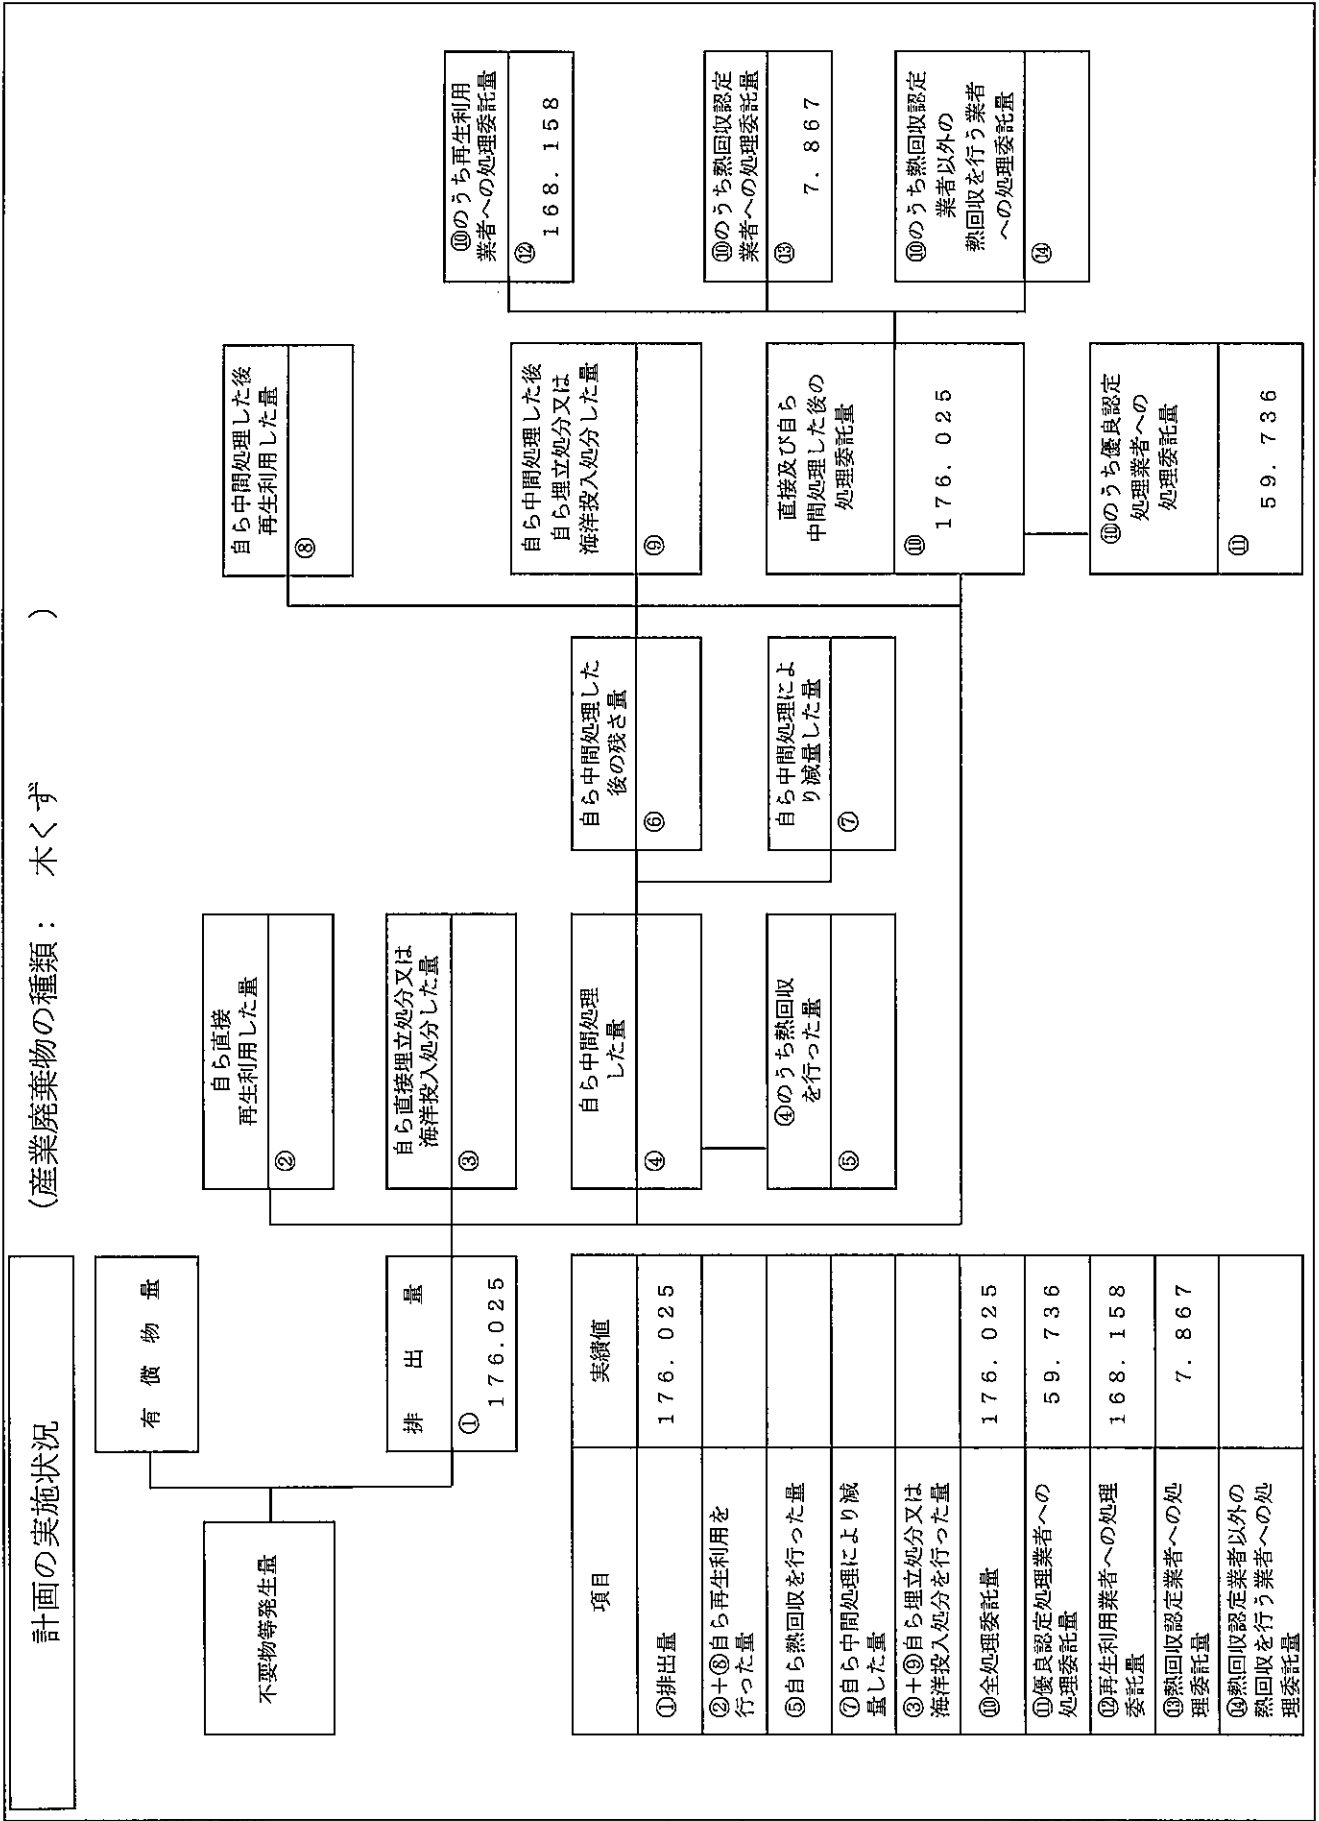 計画の実施状況
(産業廃棄物の種類： 木くず )
不要物等発生量
有 償 物 量
排 出 量
①
176.025
自ら直接
再生利用した量
②
自ら直接埋立処分又は
海洋投入処分した量
③
自ら中間処理
した量
④
④のうち熱回収
を行った量
⑤
自ら中間処理した
後の残さ量
⑥
自ら中間処理によ
り減量した量
⑦
自ら中間処理した後
再生利用した量
⑧
自ら中間処理した後
自ら埋立処分又は
海洋投入処分した量
⑨
直接及び自ら
中間処理した後の
処理委託量
⑩
176.025
⑩のうち優良認定
処理業者への
処理委託量
⑪
59.736
⑩のうち再生利用
業者への処理委託量
⑫
168.158
⑩のうち熱回収認定
業者への処理委託量
⑬
7.867
⑩のうち熱回収認定
業者以外の
熱回収を行う業者
への処理委託量
⑭
項目 実績値
①排出量 176.025
②＋⑧自ら再生利用を
行った量
⑤自ら熱回収を行った量
⑦自ら中間処理により減
量した量
③＋⑨自ら埋立処分又は
海洋投入処分を行った量
⑩全処理委託量 176.025
⑪優良認定処理業者への
処理委託量 59.736
⑫再生利用業者への処理
委託量 168.158
⑬熱回収認定業者への処
理委託量 7.867
⑭熱回収認定業者以外の
熱回収を行う業者への処
理委託量